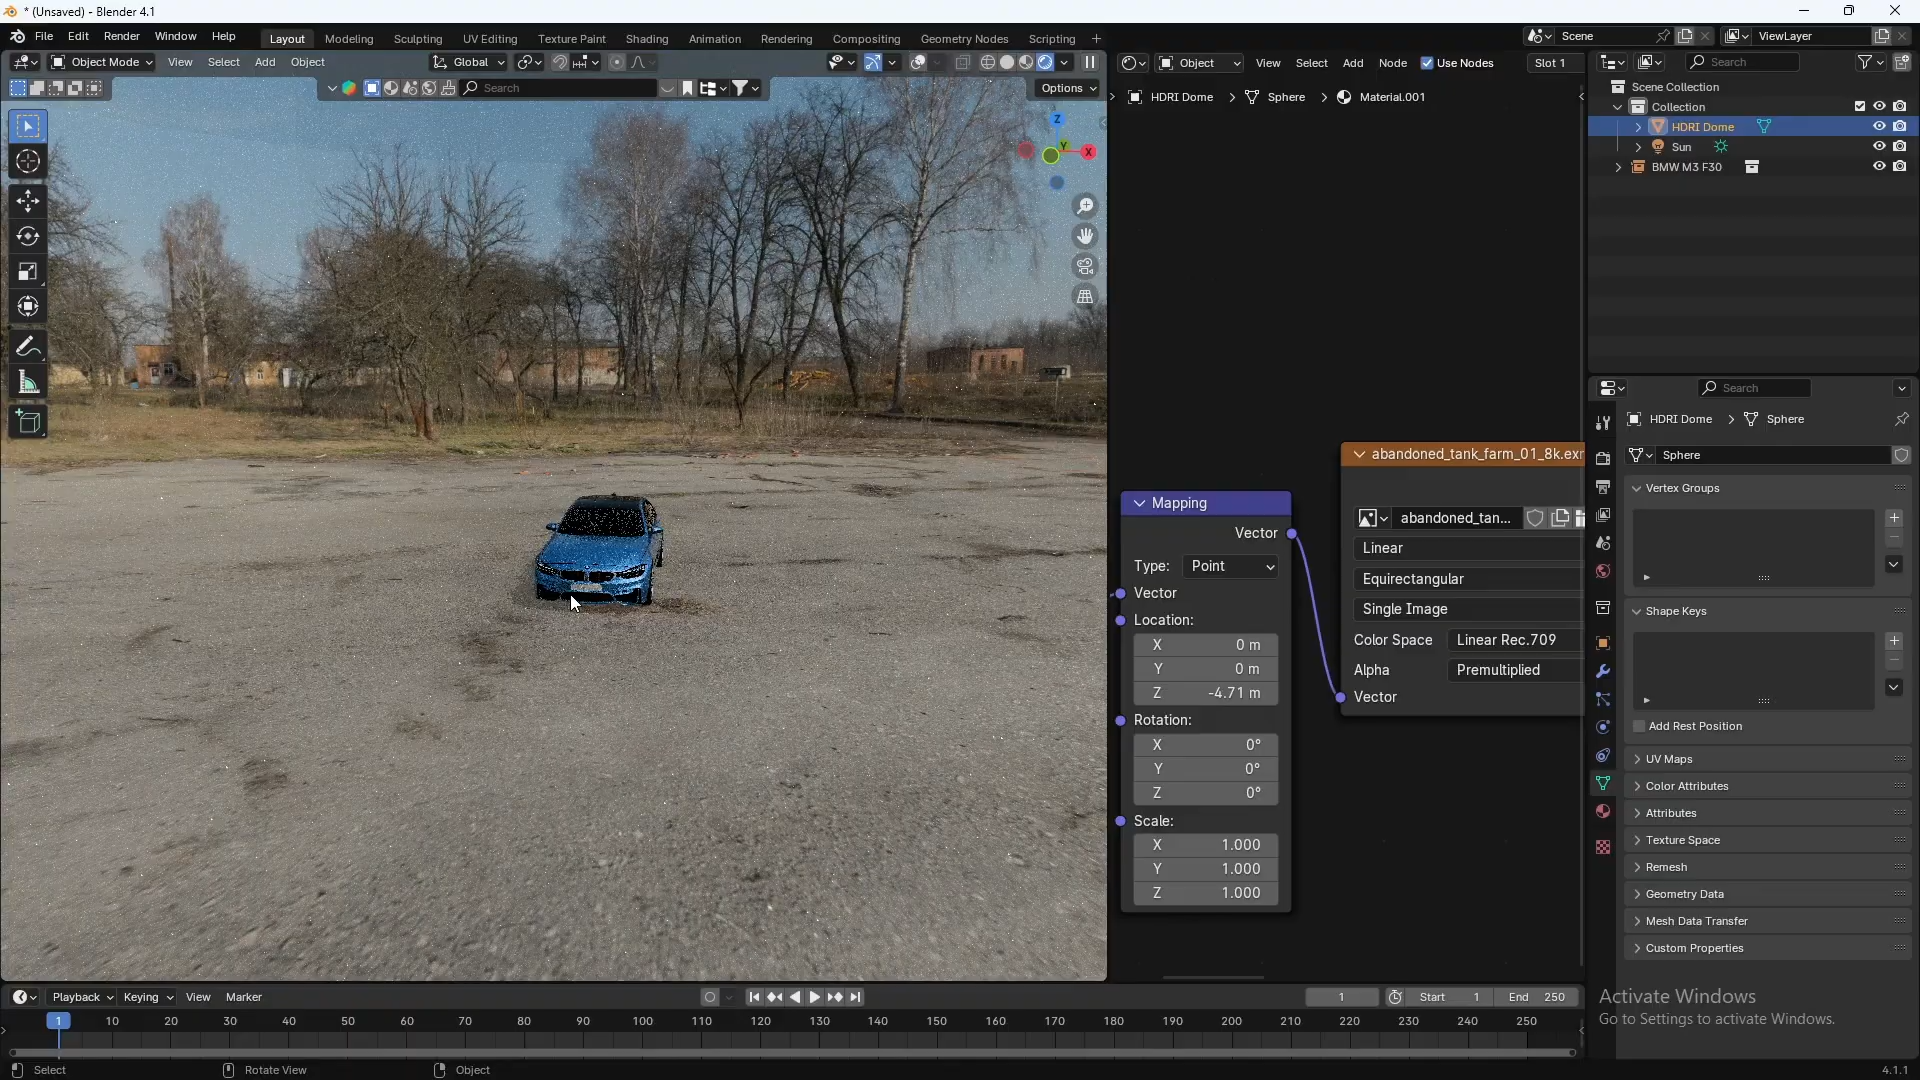 * (Unsaved) - Blender 4.1
File Edit Render Window Help Layout Modeling Sculpting UV Editing Texture Paint Shading Animation Rendering Compositing Geometry Nodes Scripting + Scene ViewLayer
Object Mode View Select Add Object Global
Object View Select Add Node Use Nodes Slot 1
Search
Search
Options
HDRI Dome > Sphere > Material.001
Z
Y
X
Scene Collection
Collection
HDRI Dome
Sun
BMW M3 F30
Search
HDRI Dome > Sphere
Sphere
Vertex Groups
Shape Keys
Add Rest Position
UV Maps
Color Attributes
Attributes
Texture Space
Remesh
Geometry Data
Mesh Data Transfer
Custom Properties
Mapping
Vector
Type: Point
Vector
Location:
X 0 m
Y 0 m
Z -4.71 m
Rotation:
X 0°
Y 0°
Z 0°
Scale:
X 1.000
Y 1.000
Z 1.000
abandoned_tank_farm_01_8k.exr
abandoned_tan...
Linear
Equirectangular
Single Image
Color Space Linear Rec.709
Alpha Premultiplied
Vector
Playback Keying View Marker 1 Start 1 End 250
1 10 20 30 40 50 60 70 80 90 100 110 120 130 140 150 160 170 180 190 200 210 220 230 240 250
Activate Windows
Go to Settings to activate Windows.
Select Rotate View Object 4.1.1